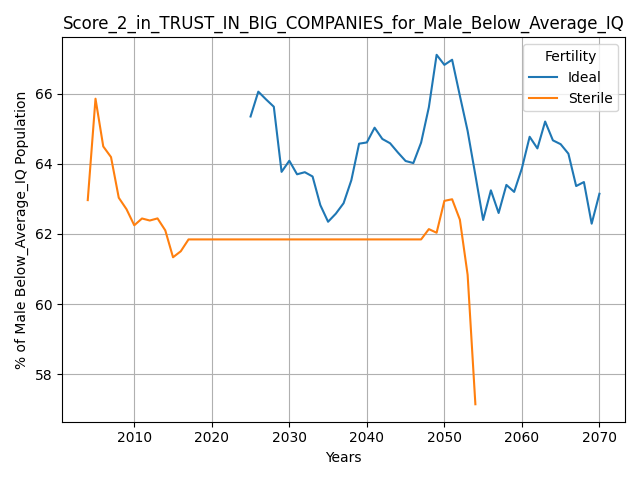 Score_2_in_TRUST_IN_BIG_COMPANIES_for_Male_Below_Average_IQ
Fertility
Ideal
Sterile
% of Male Below_Average_IQ Population
66
64
62
60
58
2010 2020 2030 2040 2050 2060 2070
Years